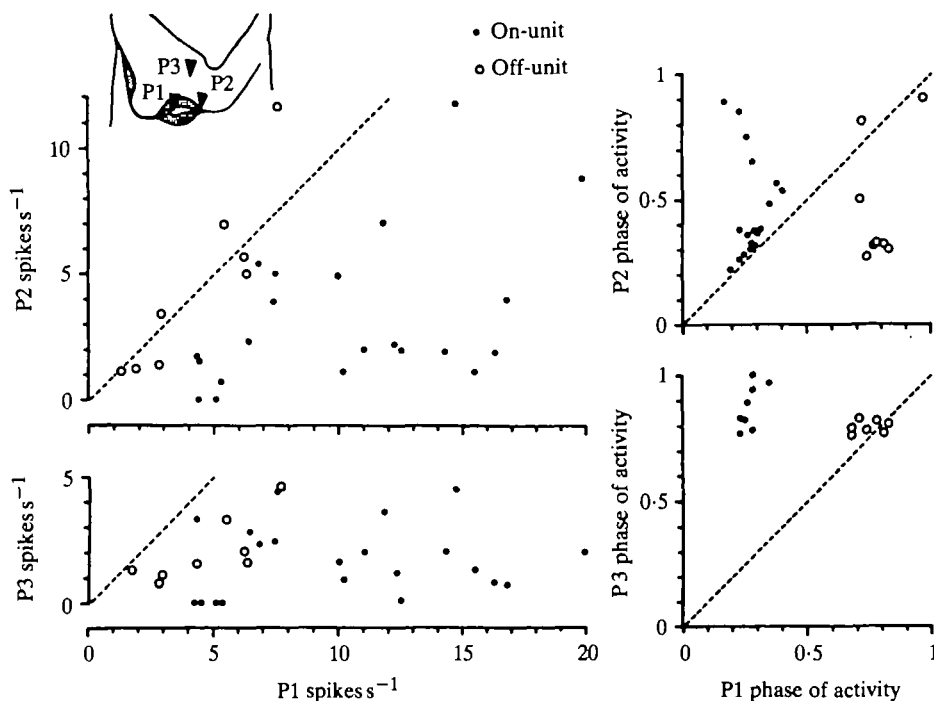 P3
P1
P2
On-unit
Off-unit
10
5
0
P2 spikes s⁻¹
5
0
P3 spikes s⁻¹
0
5
10
15
20
P1 spikes s⁻¹
1
0·5
0
P2 phase of activity
1
0·5
0
P3 phase of activity
0
0·5
1
P1 phase of activity